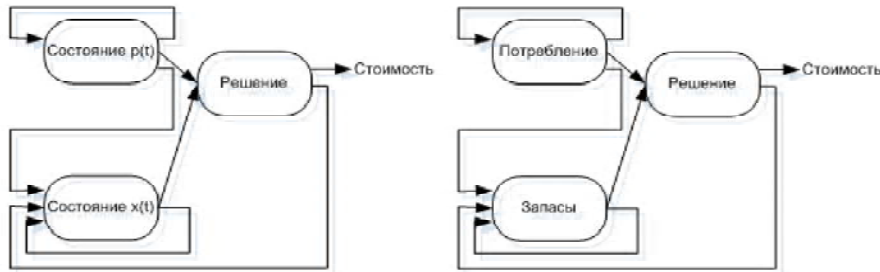 Состояние p(t)
Решение
Стоимость
Состояние x(t)
Потребление
Решение
Стоимость
Запасы